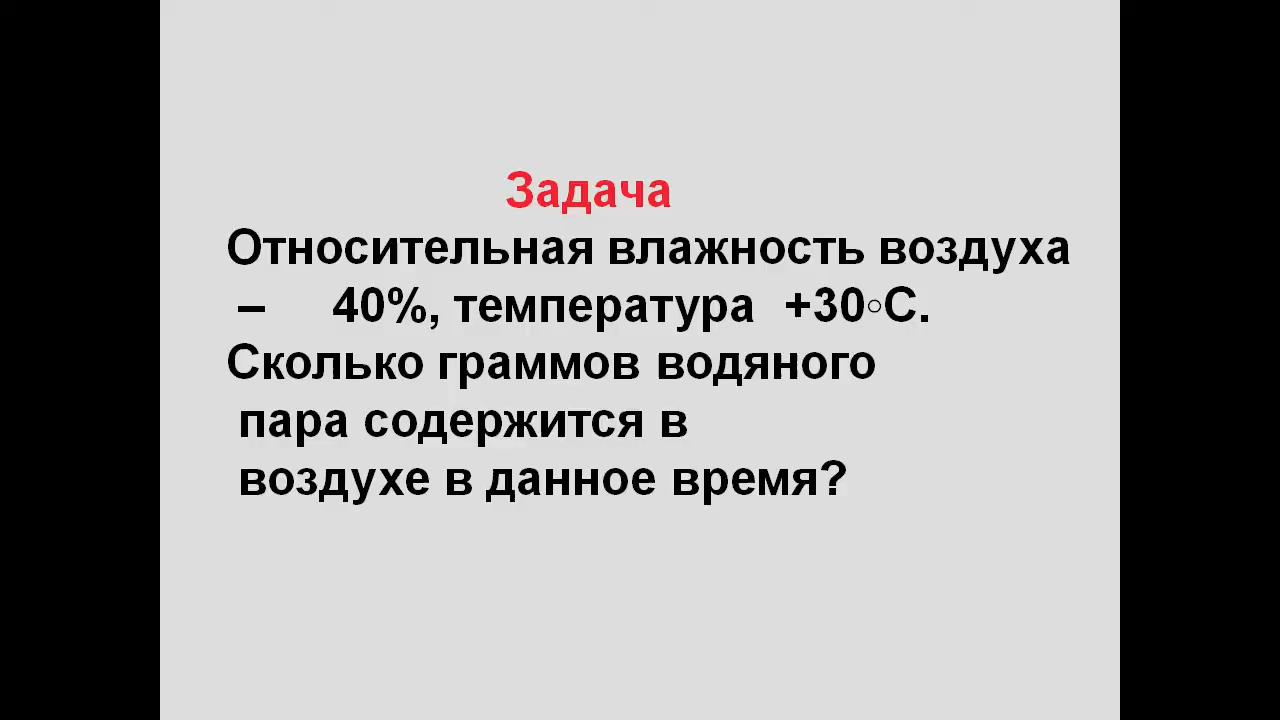 Задача
Относительная влажность воздуха
– 40%, температура +30◦С.
Сколько граммов водяного
пара содержится в
воздухе в данное время?